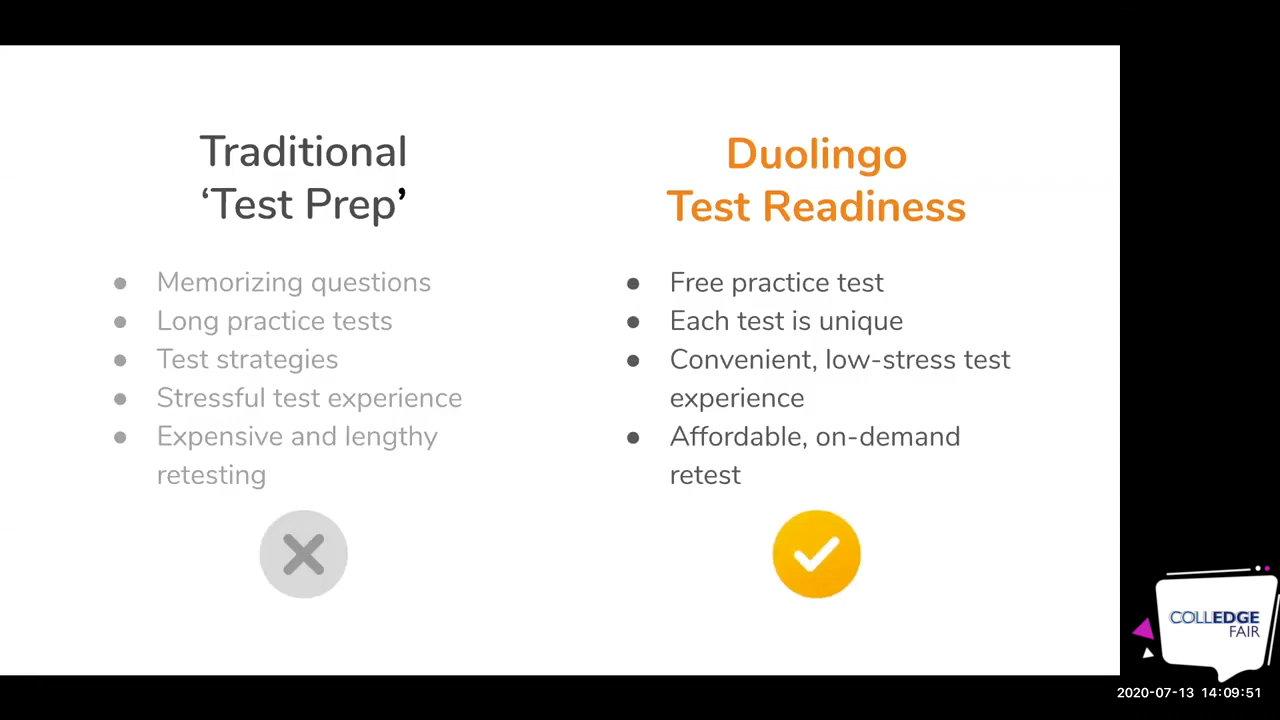 Traditional
‘Test Prep’
● Memorizing questions
● Long practice tests
● Test strategies
● Stressful test experience
● Expensive and lengthy
retesting
Duolingo
Test Readiness
● Free practice test
● Each test is unique
● Convenient, low-stress test
experience
● Affordable, on-demand
retest
COLLEDGE
FAIR
2020-07-13 14:09:51